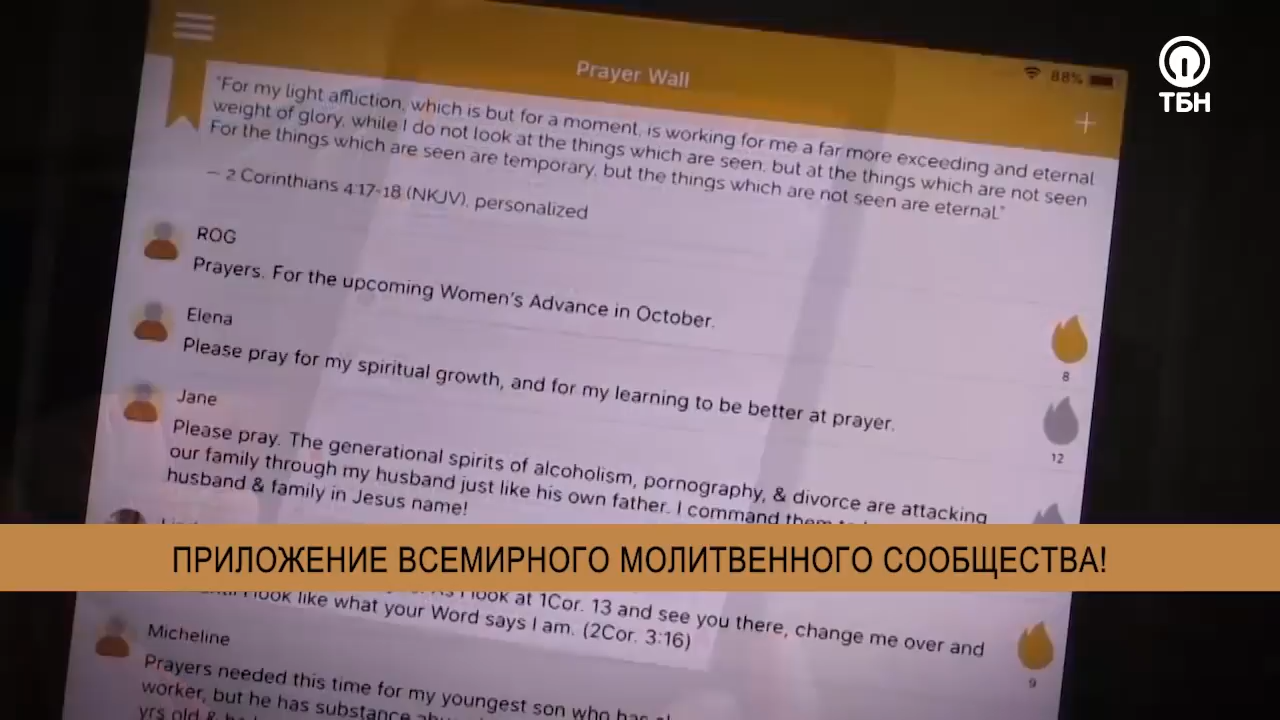 Prayer Wall
88%
ТБН
"For my light affliction, which is but for a moment, is working for me a far more exceeding and eternal
weight of glory, while I do not look at the things which are seen, but at the things which are not seen
For the things which are seen are temporary, but the things which are not seen are eternal."
– 2 Corinthians 4:17-18 (NKJV), personalized
ROG
Prayers. For the upcoming Women's Advance in October.
8
Elena
Please pray for my spiritual growth, and for my learning to be better at prayer.
12
Jane
Please pray. The generational spirits of alcoholism, pornography, & divorce are attacking
our family through my husband just like his own father. I command them
husband & family in Jesus name!
ПРИЛОЖЕНИЕ ВСЕМИРНОГО МОЛИТВЕННОГО СООБЩЕСТВА!
look at 1Cor. 13 and see you there, change me over and
I look like what your Word says I am. (2Cor. 3:16)
9
Micheline
Prayers needed this time for my youngest son who has
worker, but he has substance
yrs old &